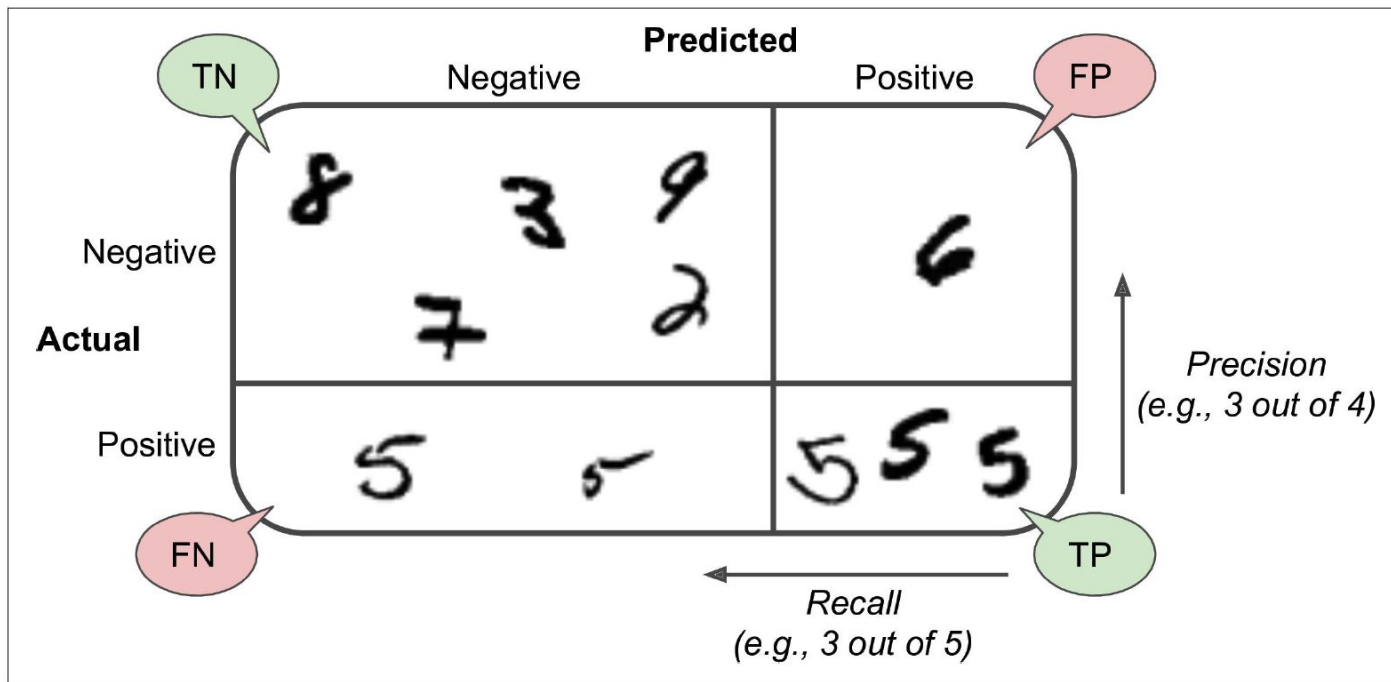 Predicted
TN
Negative
Positive
FP
8
3
9
Negative
6
7
2
Actual
Precision
(e.g., 3 out of 4)
Positive
5
5
5
5
5
FN
TP
Recall
(e.g., 3 out of 5)